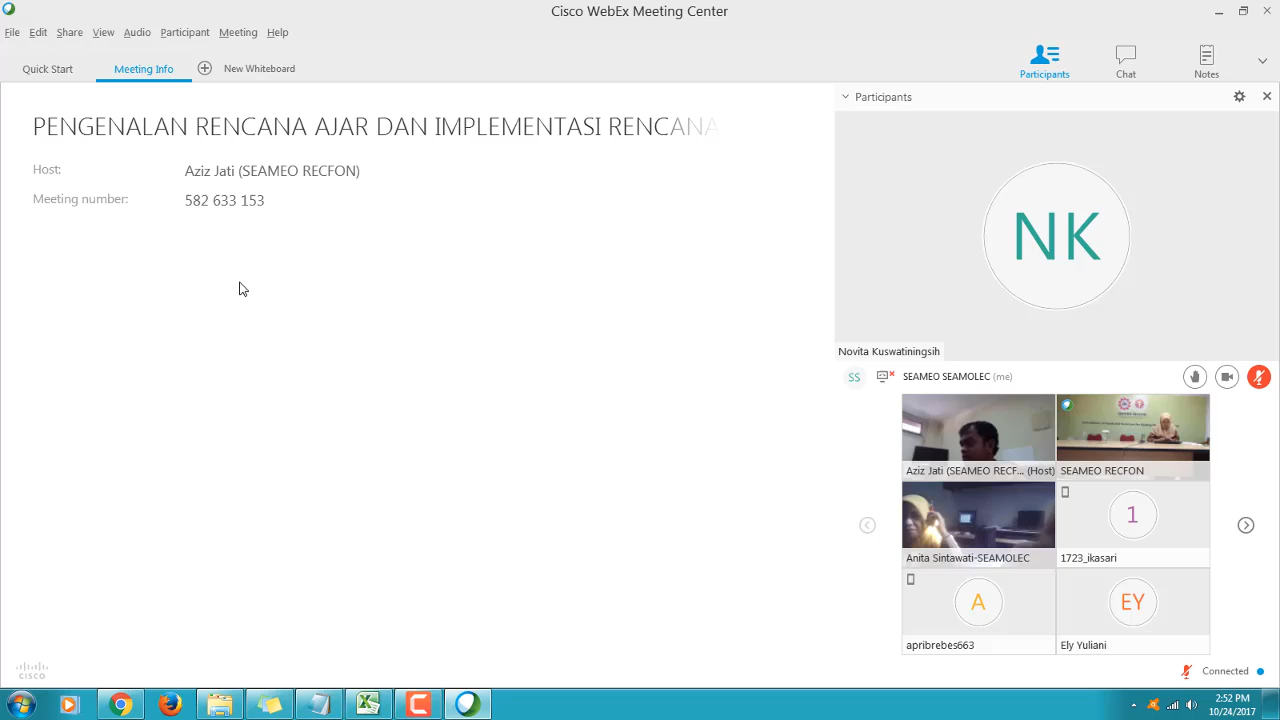 Cisco WebEx Meeting Center
File Edit Share View Audio Participant Meeting Help
Quick Start Meeting Info New Whiteboard
Participants Chat Notes
Participants
PENGENALAN RENCANA AJAR DAN IMPLEMENTASI RENCANA
Host: Aziz Jati (SEAMEO RECFON)
Meeting number: 582 633 153
NK
Novita Kuswatiningsih
SS SEAMEO SEAMOLEC (me)
Aziz Jati (SEAMEO RECF... (Host)
SEAMEO RECFON
Anita Sintawati-SEAMOLEC
1
1723_ikasari
A
apribrebes663
EY
Ely Yuliani
cisco
Connected
2:52 PM
10/24/2017